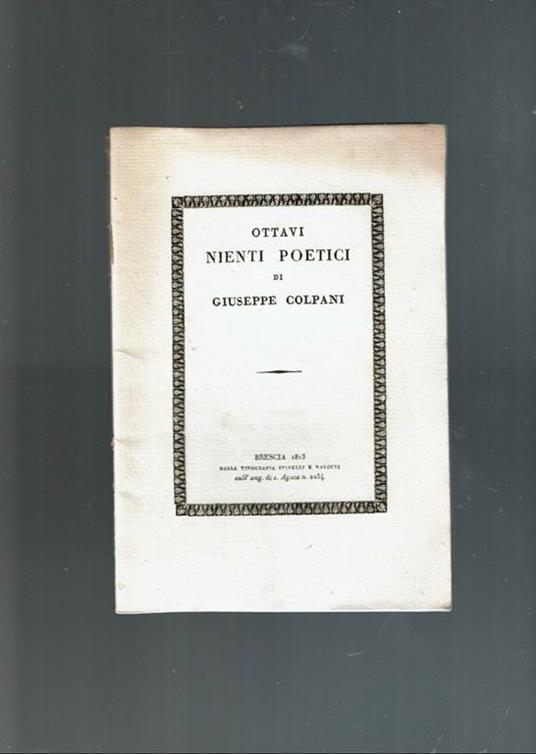 OTTAVI
NIENTI POETICI
DI
GIUSEPPE COLPANI
BRESCIA 1813
DALLA TIPOGRAFIA SPINELLI E VALOTTI
sull' ang. di s. Agata n. 2254